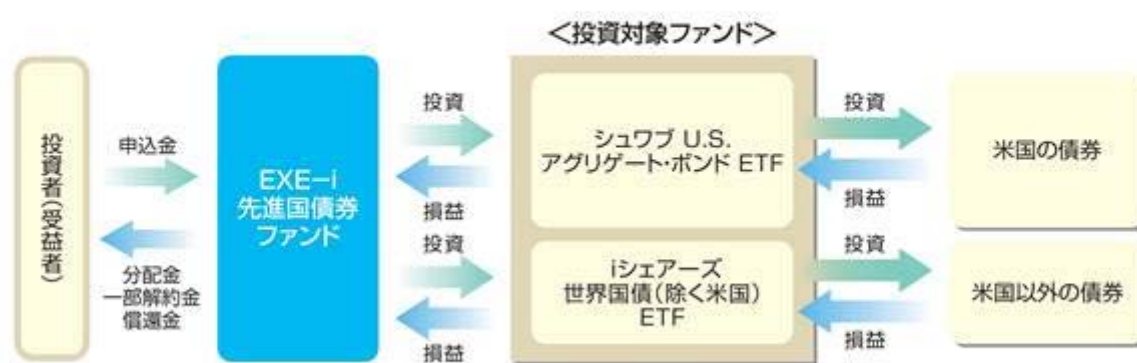 ＜投資対象ファンド＞
投資者(受益者)
申込金
分配金
一部解約金
償還金
EXE－i
先進国債券
ファンド
投資
損益
投資
損益
シュワブ U.S.
アグリゲート・ボンド ETF
iシェアーズ
世界国債(除く米国)
ETF
投資
損益
投資
損益
米国の債券
米国以外の債券